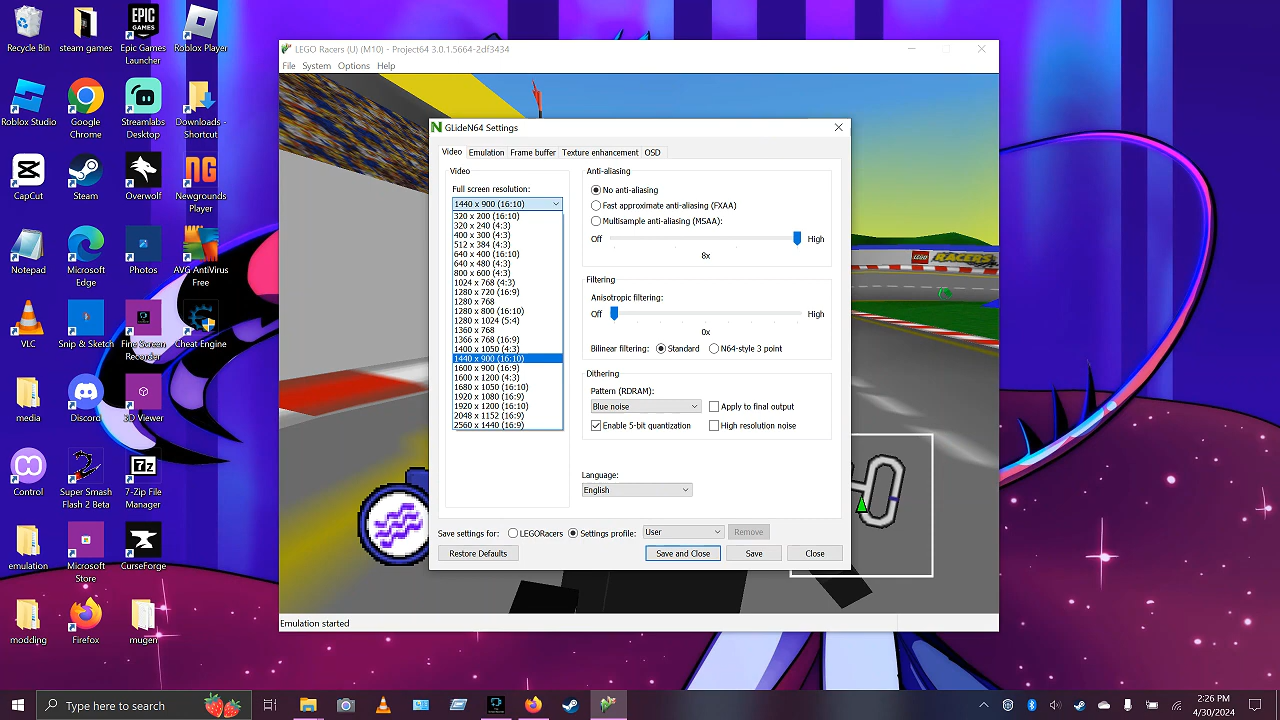 Recycle Bin
steam games
Epic Games Launcher
Roblox Player
Roblox Studio
Google Chrome
Streamlabs Desktop
Downloads - Shortcut
CapCut
Steam
Overwolf
Newgrounds Player
Notepad
Microsoft Edge
Photos
AVG AntiVirus Free
VLC
Snip & Sketch
Fine Screen Recorder
Cheat Engine
media
Discord
3D Viewer
Control
Super Smash Flash 2 Beta
7-Zip File Manager
emulation
Microsoft Store
CurseForge
modding
Firefox
mugen
LEGO Racers (U) (M10) - Project64 3.0.1.5664-2df3434
File System Options Help
GLideN64 Settings
Video Emulation Frame buffer Texture enhancement OSD
Video
Full screen resolution:
1440 x 900 (16:10)
320 x 200 (16:10)
320 x 240 (4:3)
400 x 300 (4:3)
512 x 384 (4:3)
640 x 400 (16:10)
640 x 480 (4:3)
800 x 600 (4:3)
1024 x 768 (4:3)
1280 x 720 (16:9)
1280 x 768
1280 x 800 (16:10)
1280 x 1024 (5:4)
1360 x 768
1366 x 768 (16:9)
1400 x 1050 (4:3)
1440 x 900 (16:10)
1600 x 900 (16:9)
1600 x 1200 (4:3)
1680 x 1050 (16:10)
1920 x 1080 (16:9)
1920 x 1200 (16:10)
2048 x 1152 (16:9)
2560 x 1440 (16:9)
Anti-aliasing
No anti-aliasing
Fast approximate anti-aliasing (FXAA)
Multisample anti-aliasing (MSAA):
Off High
8x
Filtering
Anisotropic filtering:
Off High
0x
Bilinear filtering: Standard N64-style 3 point
Dithering
Pattern (RDRAM):
Blue noise Apply to final output
Enable 5-bit quantization High resolution noise
Language:
English
Save settings for: LEGORacers Settings profile: User Remove
Restore Defaults Save and Close Save Close
LEGO RACERS
Emulation started
Type here to search
2:26 PM
4/30/2024